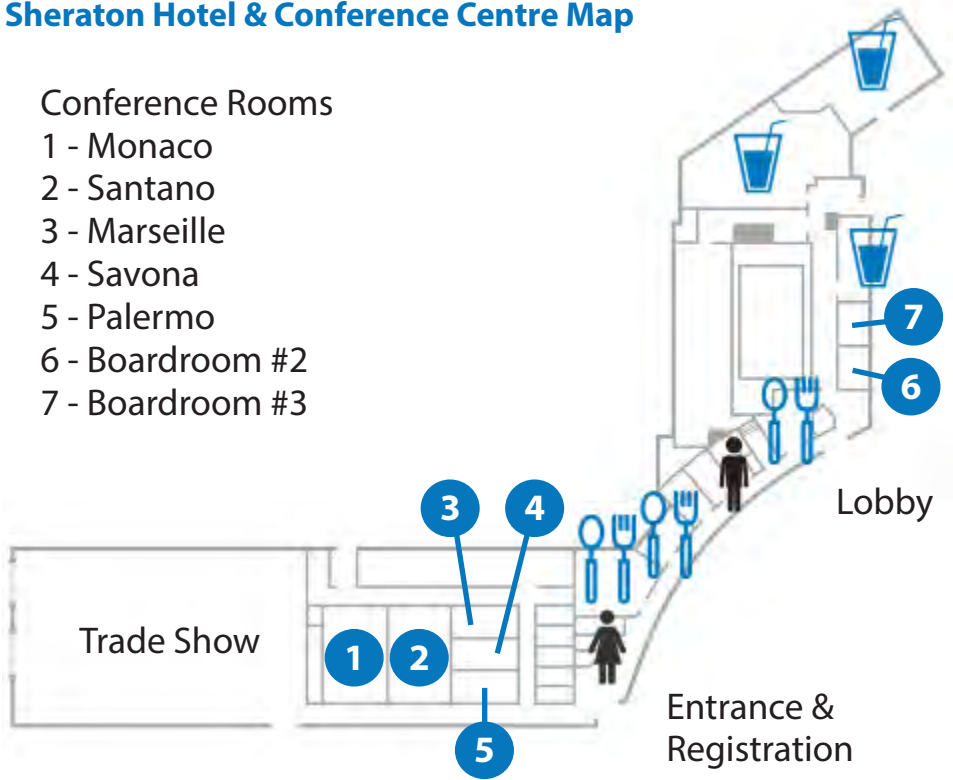 Sheraton Hotel & Conference Centre Map
Conference Rooms
1 - Monaco
2 - Santano
3 - Marseille
4 - Savona
5 - Palermo
6 - Boardroom #2
7 - Boardroom #3
7
6
Lobby
3
4
Trade Show
1
2
Entrance &
Registration
5